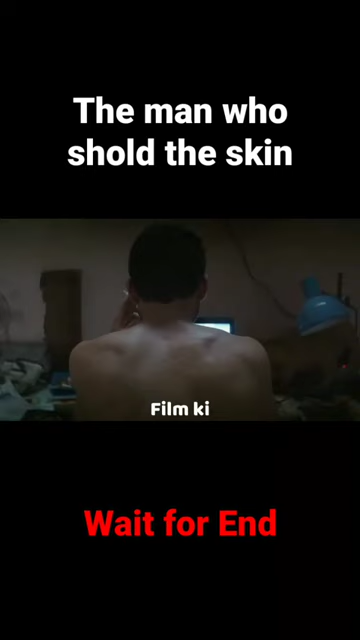 The man who
shold the skin
Film ki
Wait for End